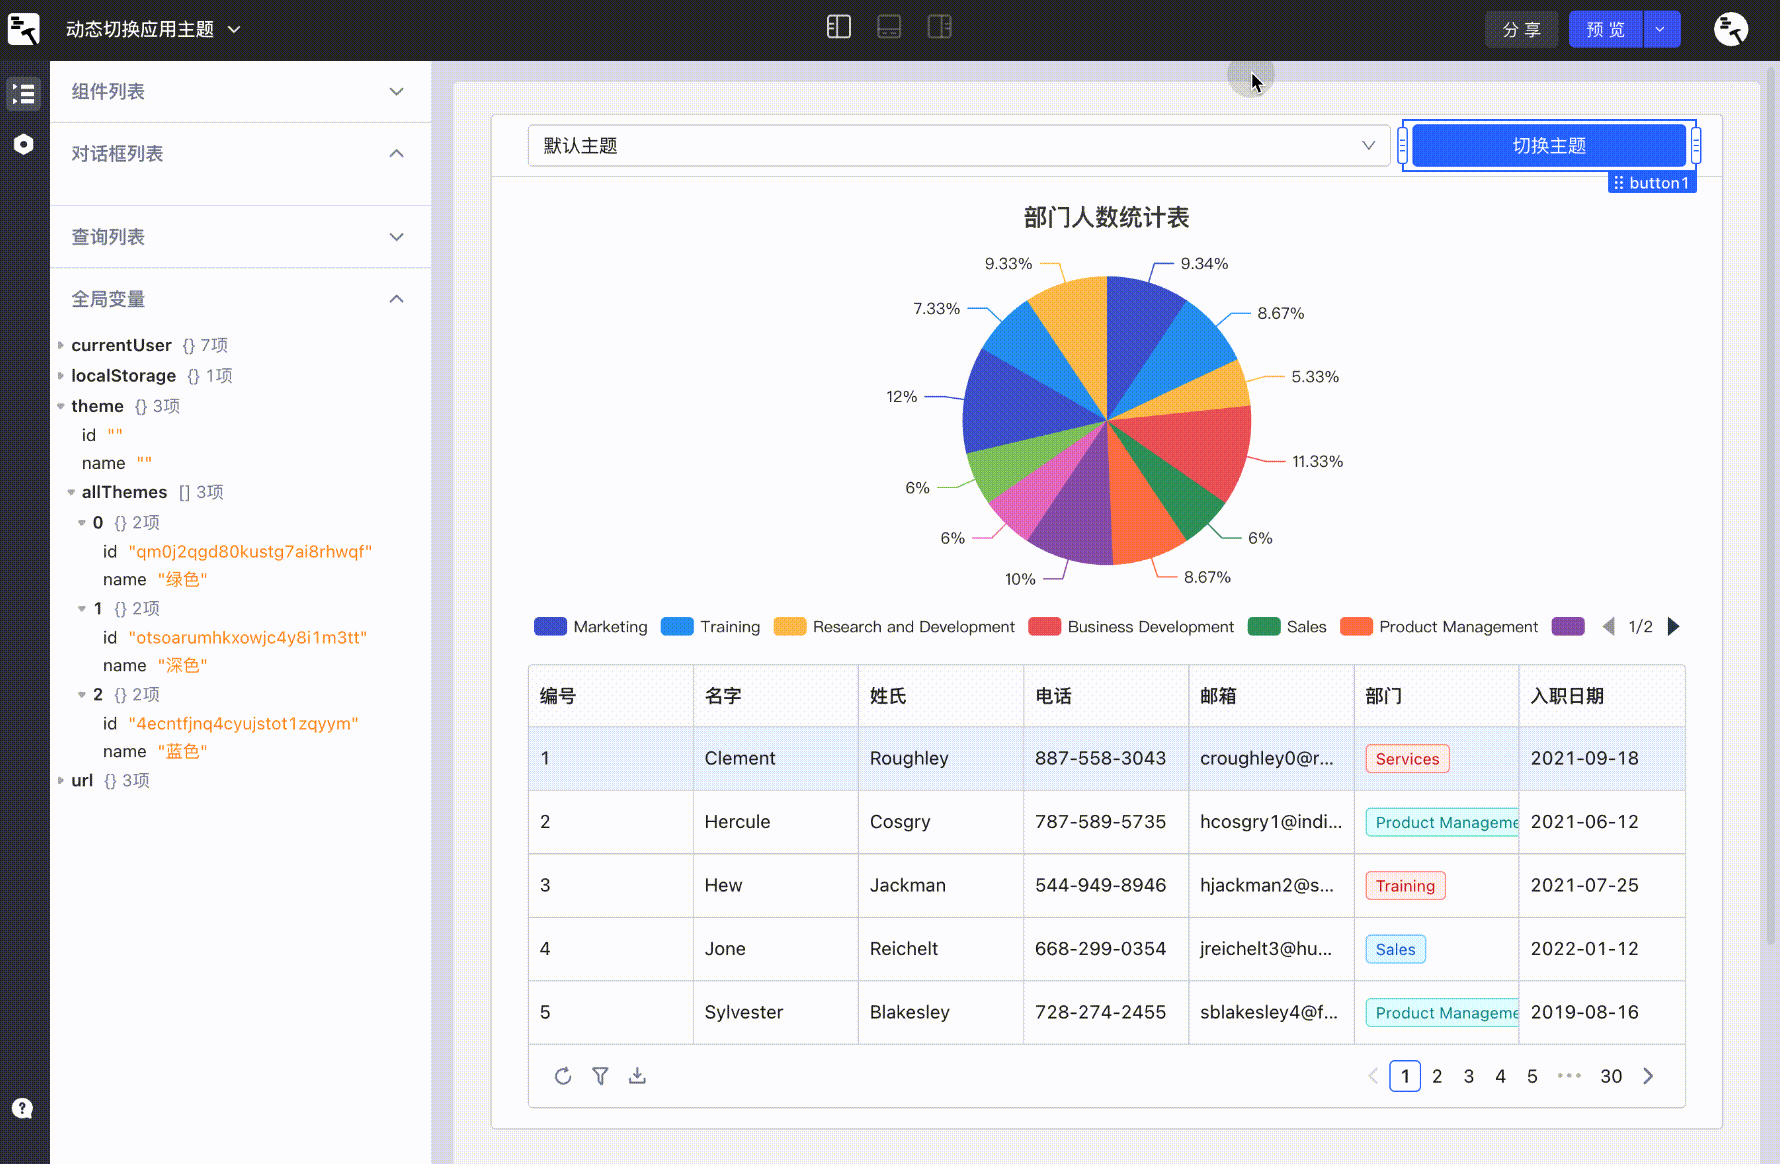 动态切换应用主题
分享
预览
组件列表
对话框列表
查询列表
全局变量
currentUser {} 7项
localStorage {} 1项
theme {} 3项
id ""
name ""
allThemes [] 3项
0 {} 2项
id "qm0j2qgd80kustg7ai8rhwqf"
name "绿色"
1 {} 2项
id "otsoarumhkxowjc4y8i1m3tt"
name "深色"
2 {} 2项
id "4ecntfjnq4cyujstot1zqyym"
name "蓝色"
url {} 3项
默认主题
切换主题
button1
部门人数统计表
9.33% 9.34%
7.33% 8.67%
5.33%
12%
11.33%
6%
6% 6%
10% 8.67%
Marketing Training Research and Development Business Development Sales Product Management 1/2
编号 名字 姓氏 电话 邮箱 部门 入职日期
1 Clement Roughley 887-558-3043 croughley0@r... Services 2021-09-18
2 Hercule Cosgry 787-589-5735 hcosgry1@indi... Product Manageme 2021-06-12
3 Hew Jackman 544-949-8946 hjackman2@s... Training 2021-07-25
4 Jone Reichelt 668-299-0354 jreichelt3@hu... Sales 2022-01-12
5 Sylvester Blakesley 728-274-2455 sblakesley4@f... Product Manageme 2019-08-16
1 2 3 4 5 ••• 30